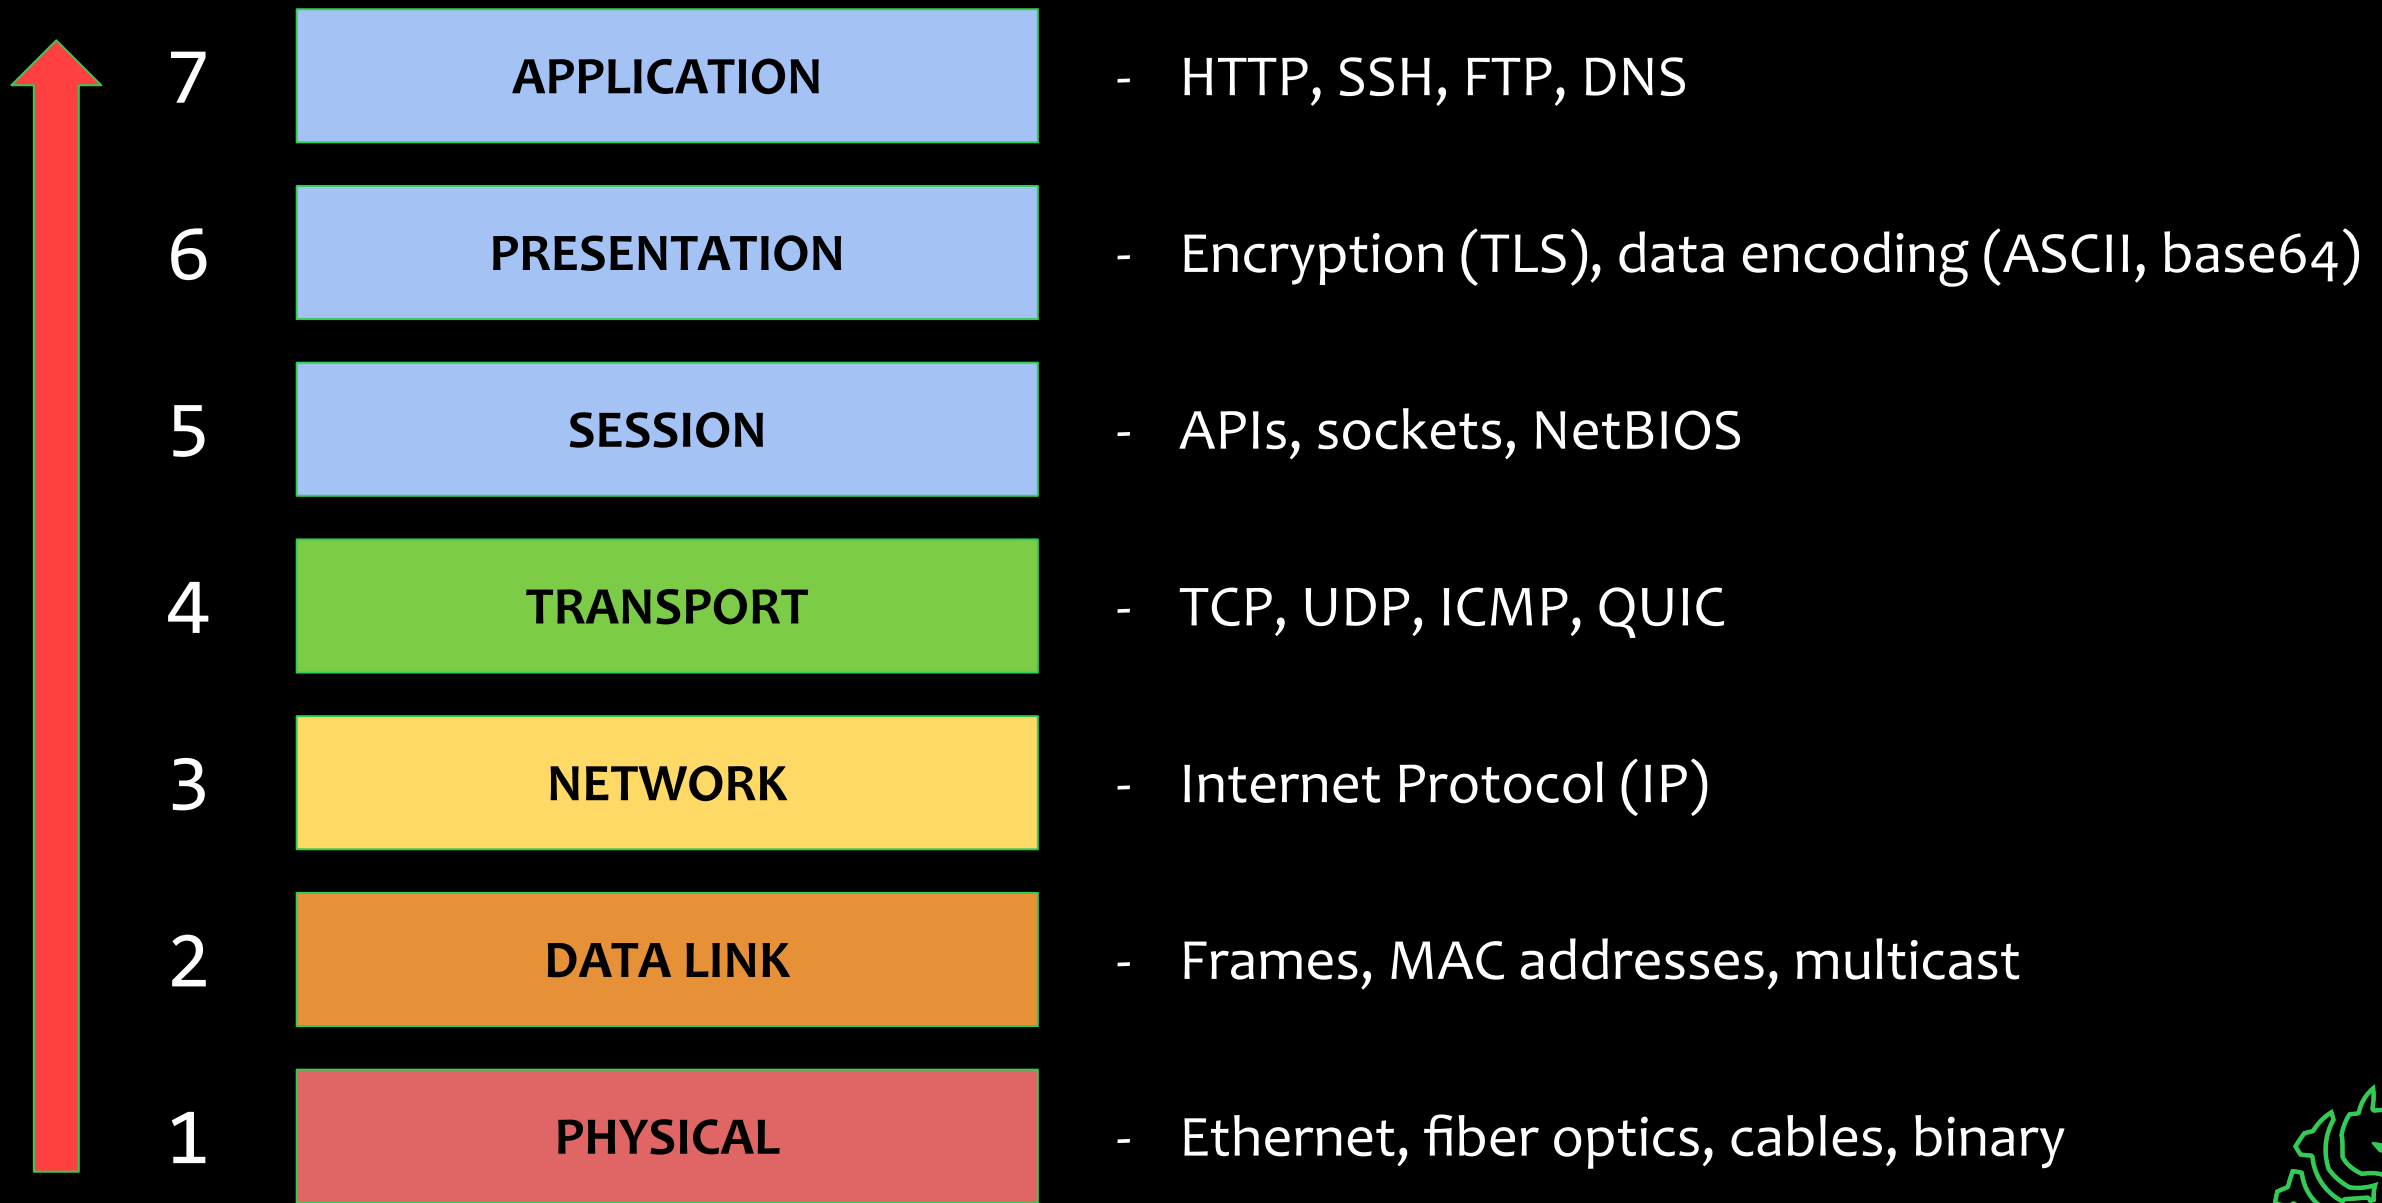 7 APPLICATION - HTTP, SSH, FTP, DNS
6 PRESENTATION - Encryption (TLS), data encoding (ASCII, base64)
5 SESSION - APIs, sockets, NetBIOS
4 TRANSPORT - TCP, UDP, ICMP, QUIC
3 NETWORK - Internet Protocol (IP)
2 DATA LINK - Frames, MAC addresses, multicast
1 PHYSICAL - Ethernet, fiber optics, cables, binary